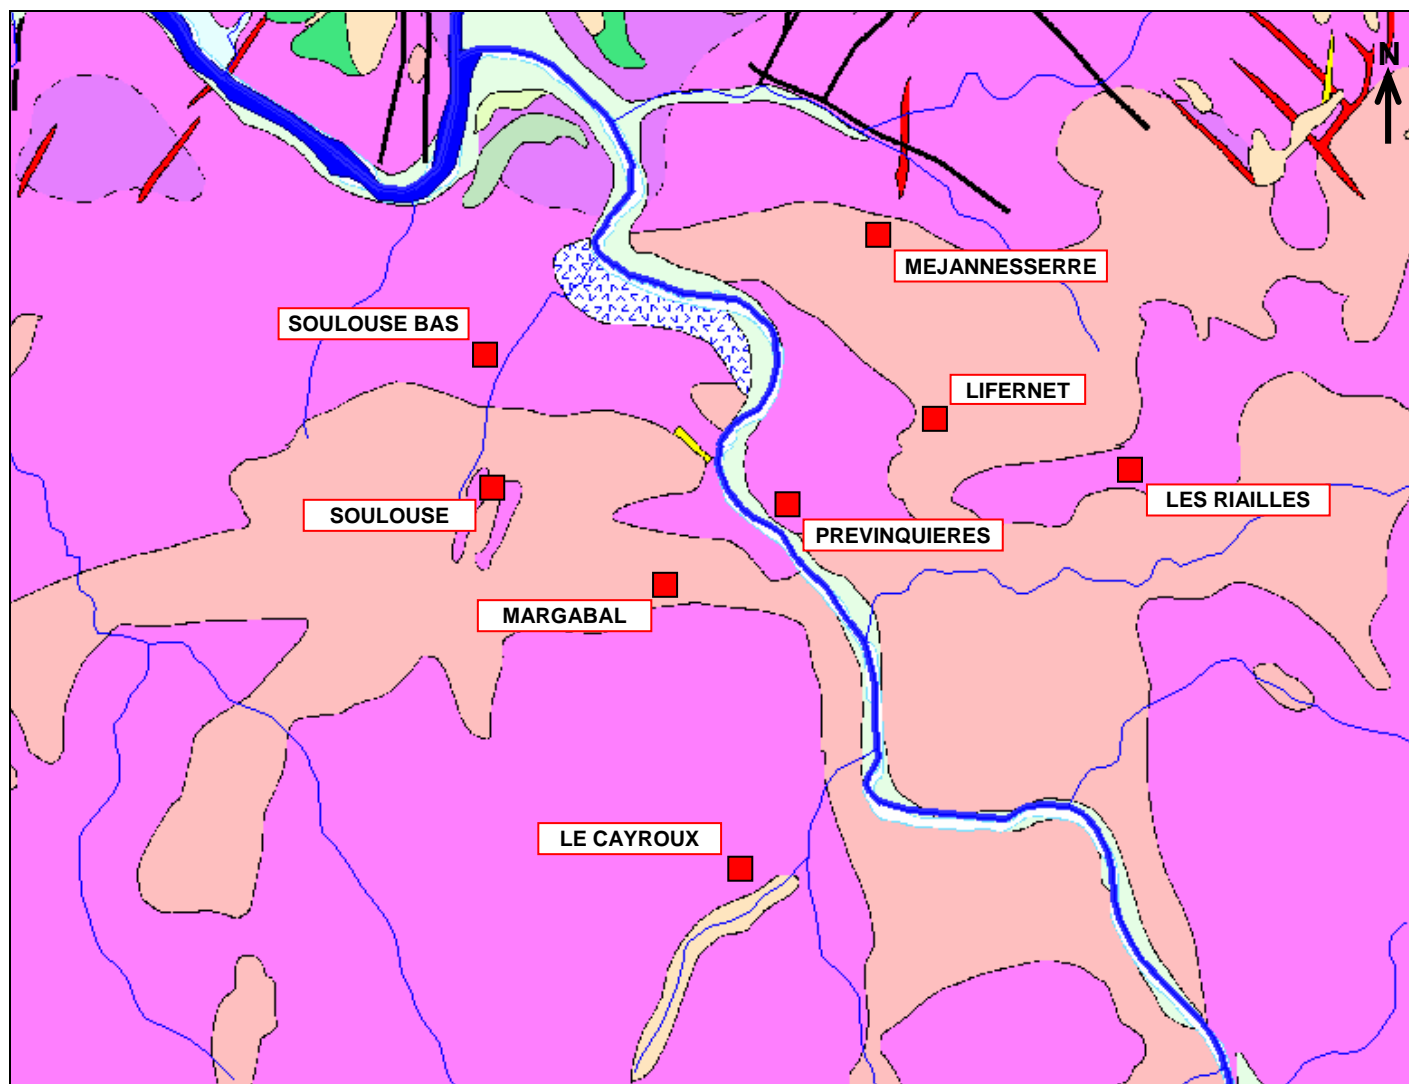 N
MEJANNESSERRE
SOULOUSE BAS
LIFERNET
LES RIAILLES
SOULOUSE
PREVINQUIERES
MARGABAL
LE CAYROUX